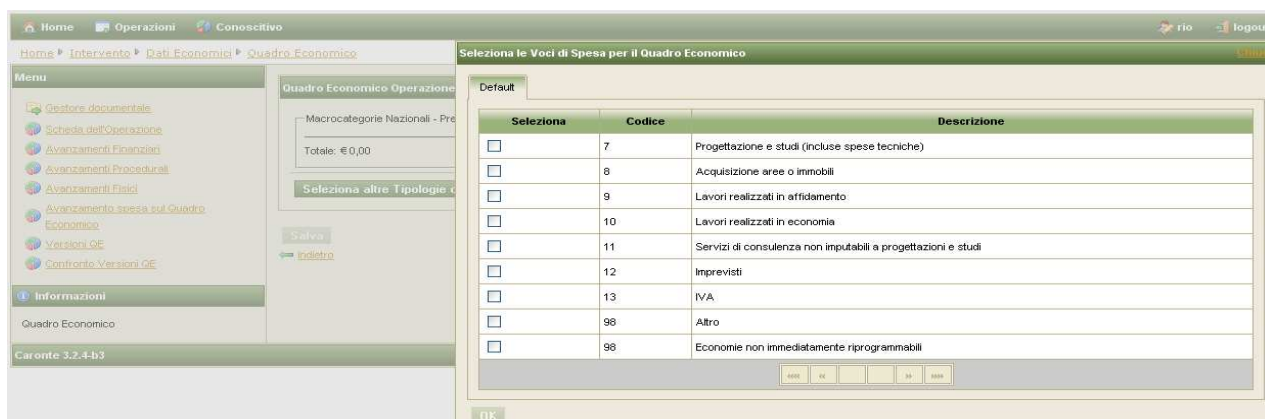 Home Operazioni Conoscitivo rio logou
Home Intervento Dati Economici Quadro Economico
Menu
Gestore documentale
Scheda dell'Operazione
Avanzamenti Finanziari
Avanzamenti Procedurali
Avanzamenti Fisici
Avanzamento spesa sul Quadro
Economico
Versioni QE
Confronto Versioni QE
Informazioni
Quadro Economico
Caronte 3.2.4-b3
Quadro Economico Operazione
Macrocategorie Nazionali - Pre
Totale: € 0,00
Seleziona altre Tipologie
Salva
Indietro
Seleziona le Voci di Spesa per il Quadro Economico
Default
Seleziona Codice Descrizione
7 Progettazione e studi (incluse spese tecniche)
8 Acquisizione aree o immobili
9 Lavori realizzati in affidamento
10 Lavori realizzati in economia
11 Servizi di consulenza non imputabili a progettazioni e studi
12 Imprevisti
13 IVA
98 Altro
98 Economie non immediatamente riprogrammabili
«« « » »»
OK